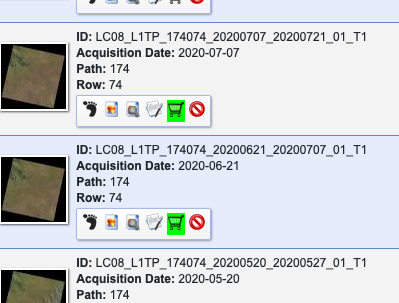 ID: LC08_L1TP_174074_20200707_20200721_01_T1
Acquisition Date: 2020-07-07
Path: 174
Row: 74
ID: LC08_L1TP_174074_20200621_20200707_01_T1
Acquisition Date: 2020-06-21
Path: 174
Row: 74
ID: LC08_L1TP_174074_20200520_20200527_01_T1
Acquisition Date: 2020-05-20
Path: 174